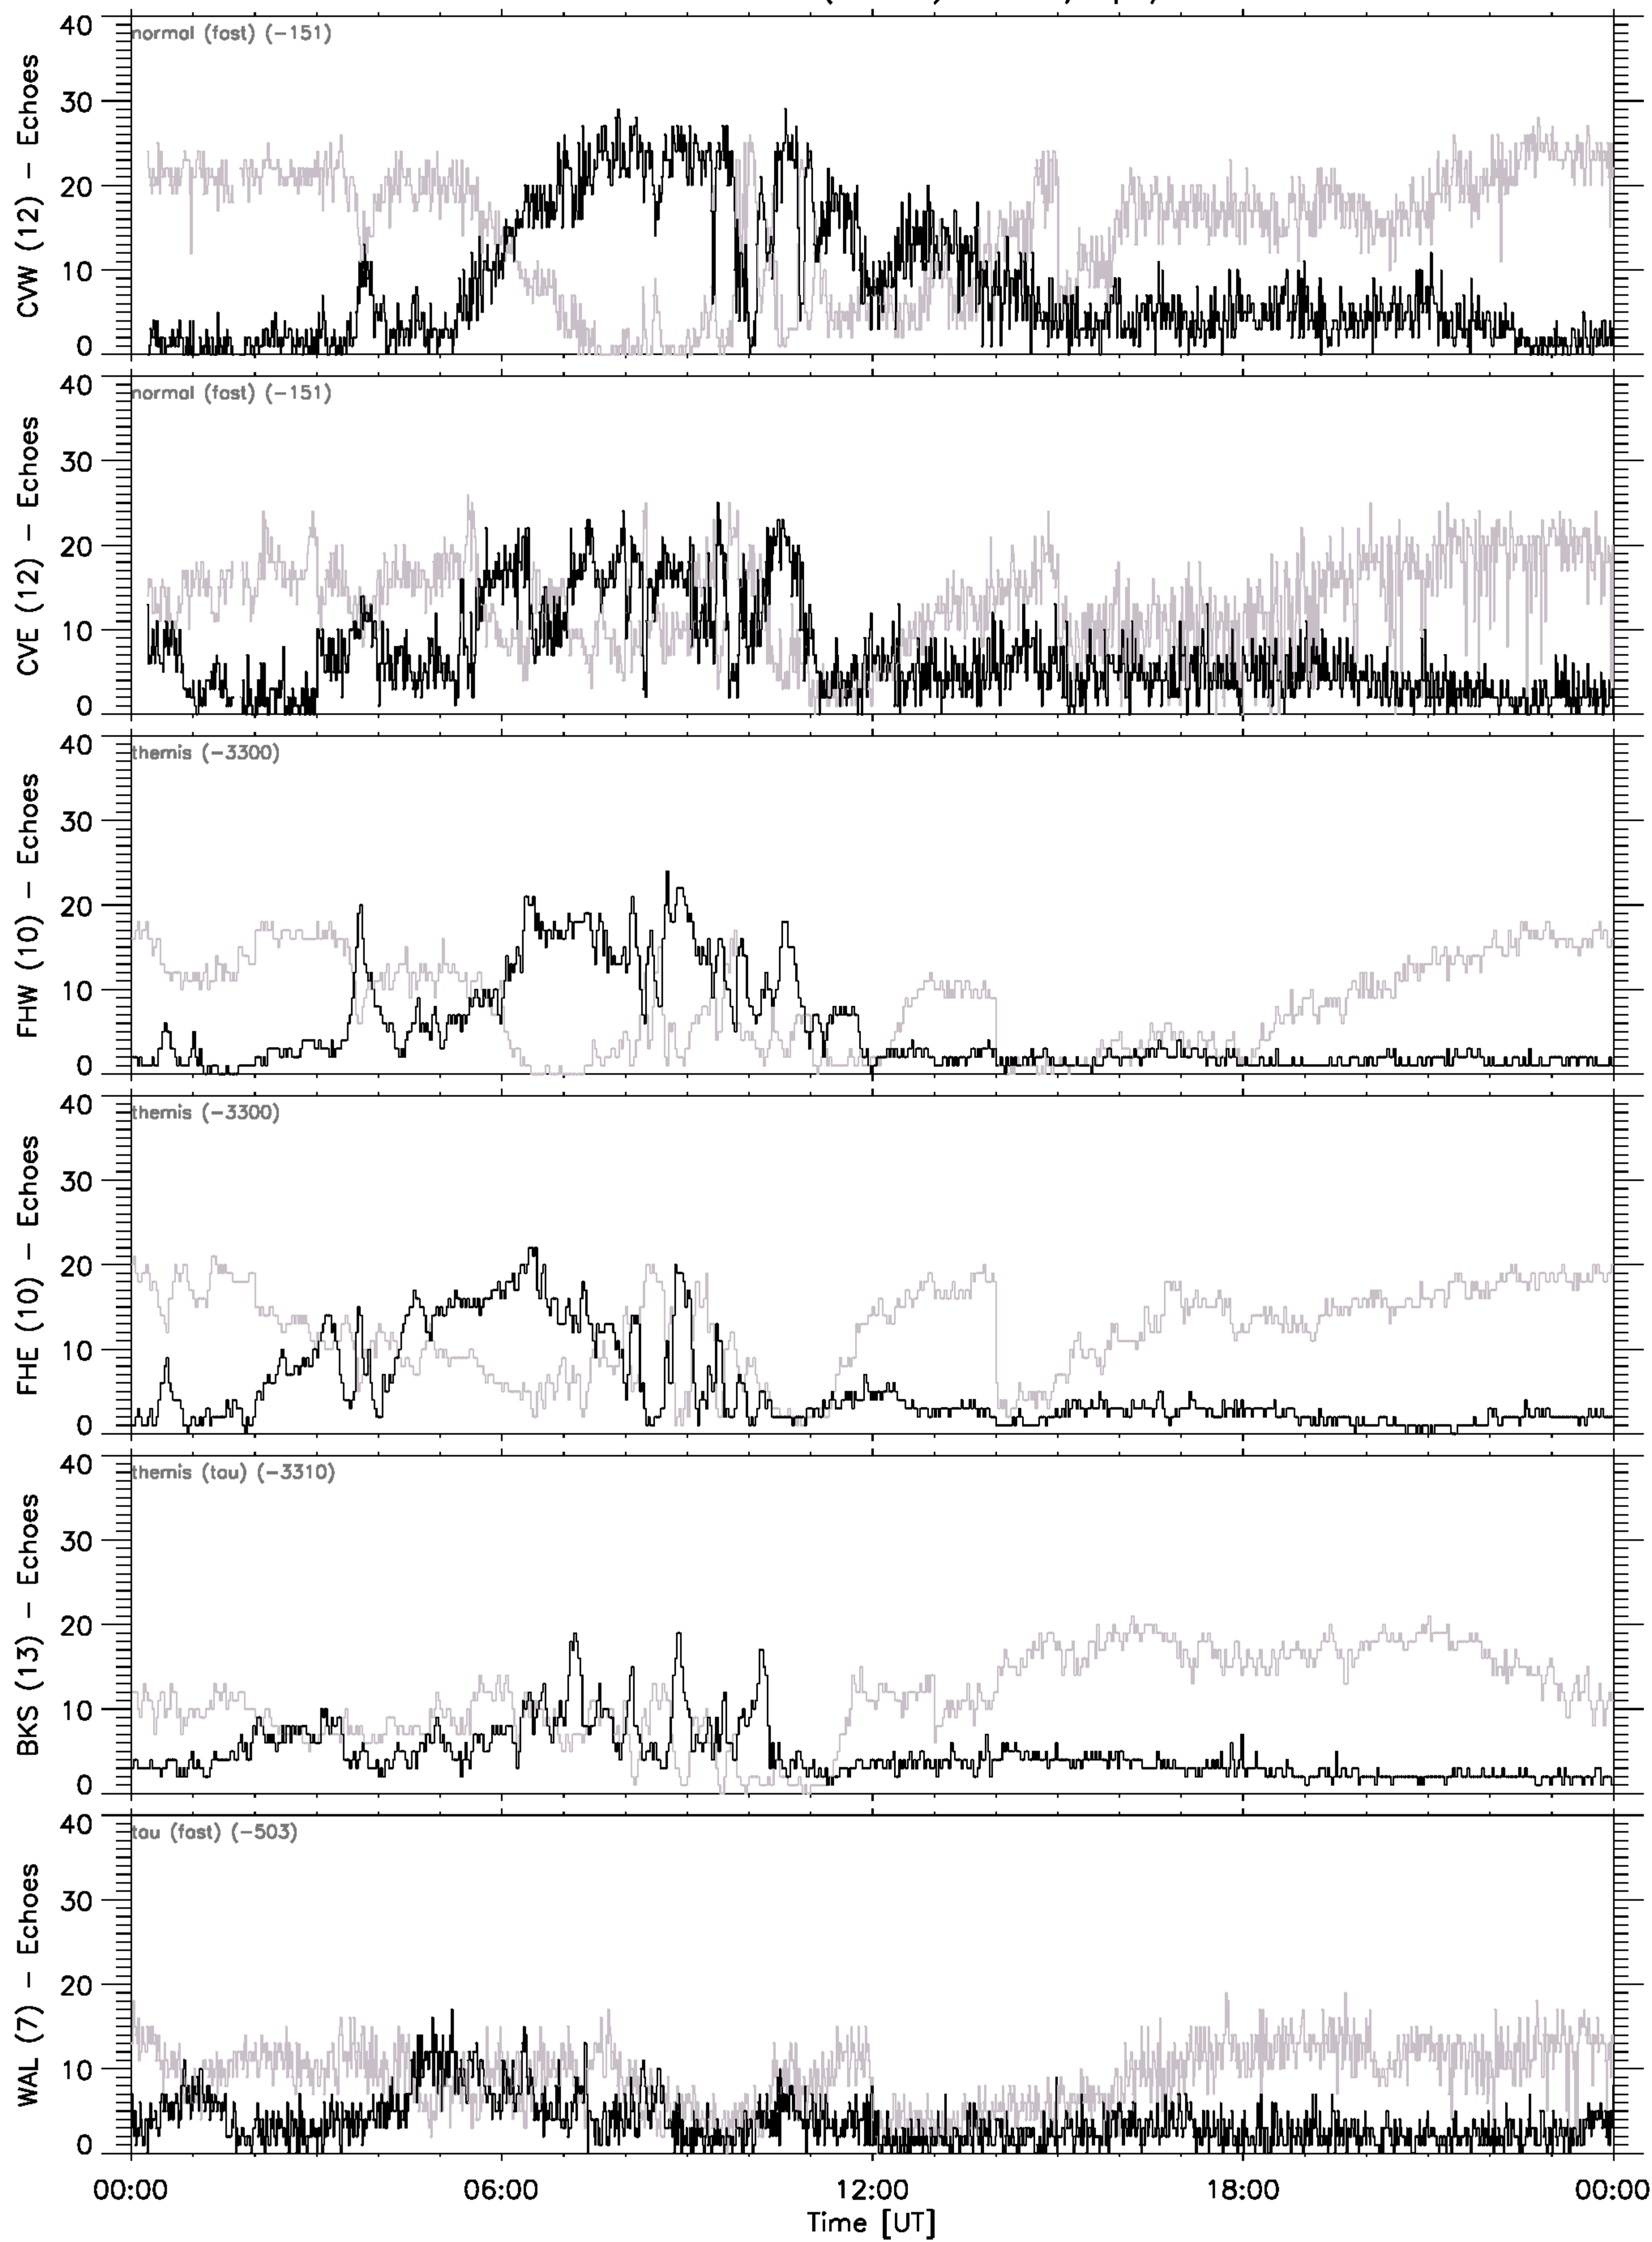 40
normal (fast) (-151)
30
20
10
0
CVW (12) - Echoes
40
normal (fast) (-151)
30
20
10
0
CVE (12) - Echoes
40
themis (-3300)
30
20
10
0
FHW (10) - Echoes
40
themis (-3300)
30
20
10
0
FHE (10) - Echoes
40
themis (tau) (-3310)
30
20
10
0
BKS (13) - Echoes
40
tau (fast) (-503)
30
20
10
0
WAL (7) - Echoes
00:00 06:00 12:00 18:00 00:00
Time [UT]